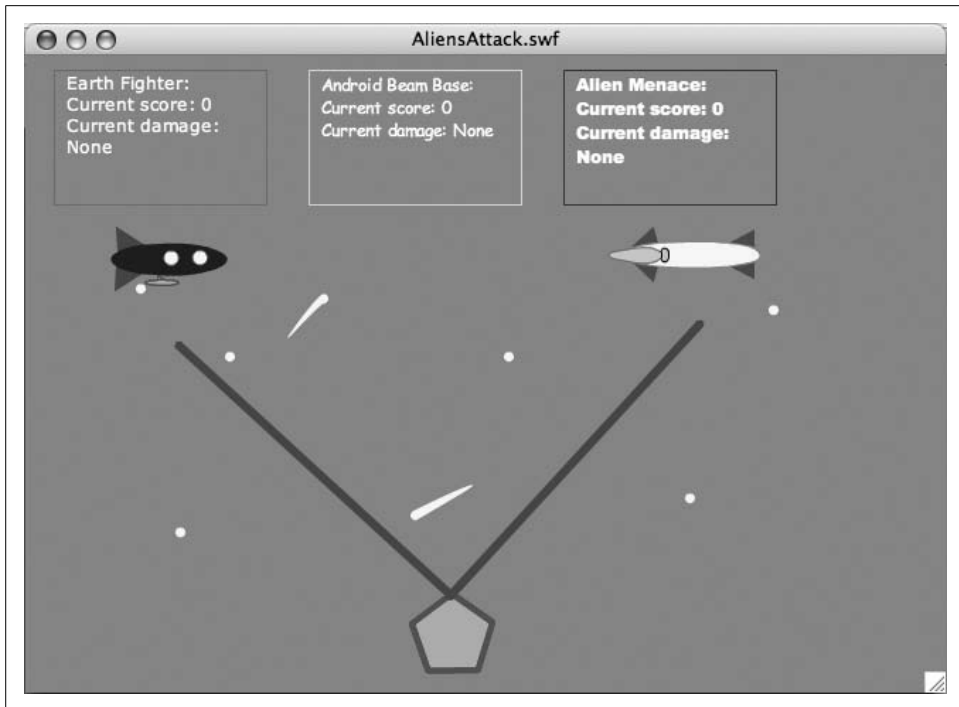 AliensAttack.swf
Earth Fighter:
Current score: 0
Current damage:
None
Android Beam Base:
Current score: 0
Current damage: None
Alien Menace:
Current score: 0
Current damage:
None